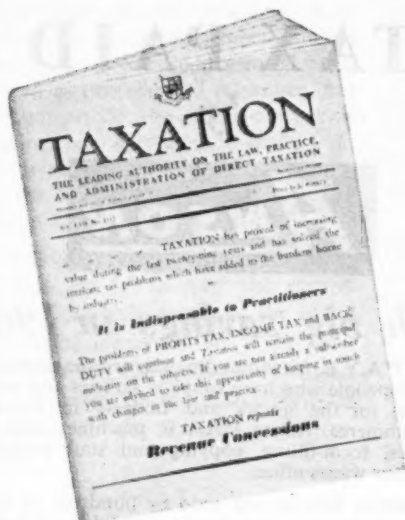 TAXATION
THE LEADING AUTHORITY ON THE LAW, PRACTICE,
AND ADMINISTRATION OF DIRECT TAXATION
TAXATION has proved of increasing
value during the last twenty-nine years and has solved the
intricate tax problems which have added to the burdens borne
by industry.
It is Indispensable to Practitioners
The problems of PROFITS TAX, INCOME TAX and BACK
DUTY will continue and Taxation will remain the principal
authority on the subjects. If you are not already a subscriber
you are advised to take this opportunity of keeping in touch
with changes in the law and practice.
TAXATION reports
Revenue Concessions